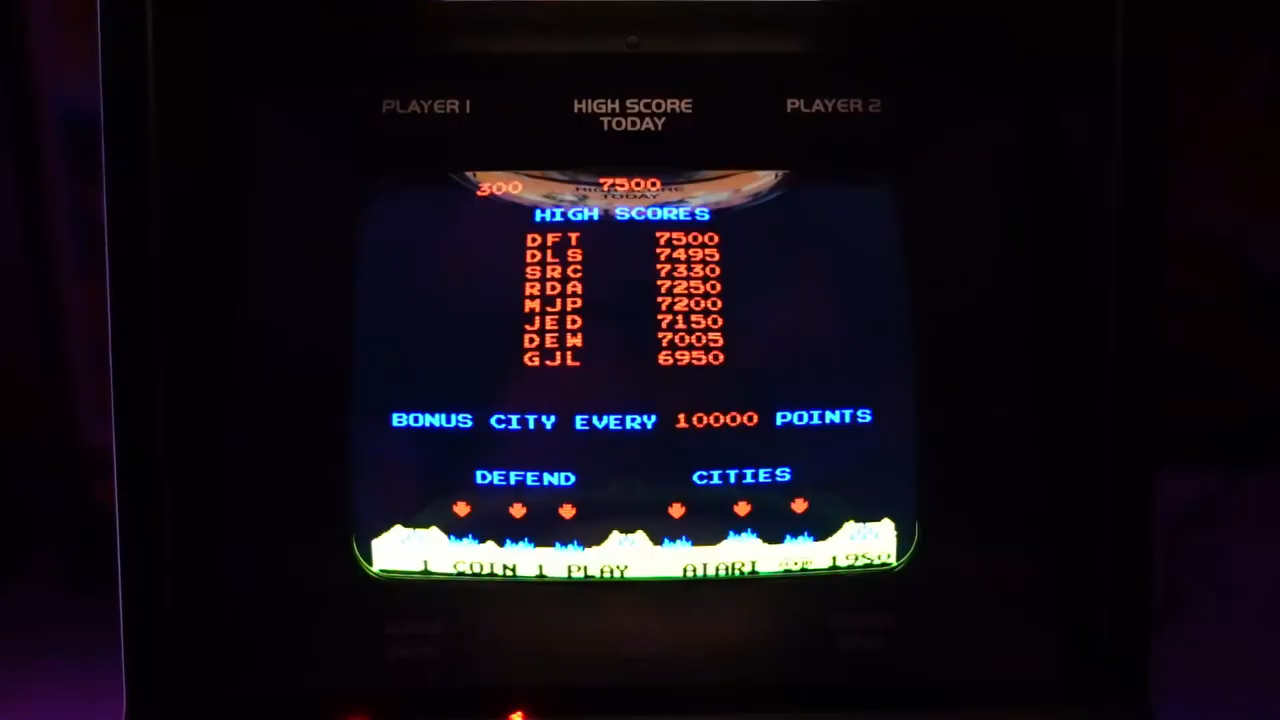 PLAYER 1 HIGH SCORE TODAY PLAYER 2
300 7500
HIGH SCORES
DFT 7500
DLS 7495
SRC 7330
RDA 7250
MJP 7200
JED 7150
DEW 7005
GJL 6950
BONUS CITY EVERY 10000 POINTS
DEFEND CITIES
1 COIN 1 PLAY ATARI 1980